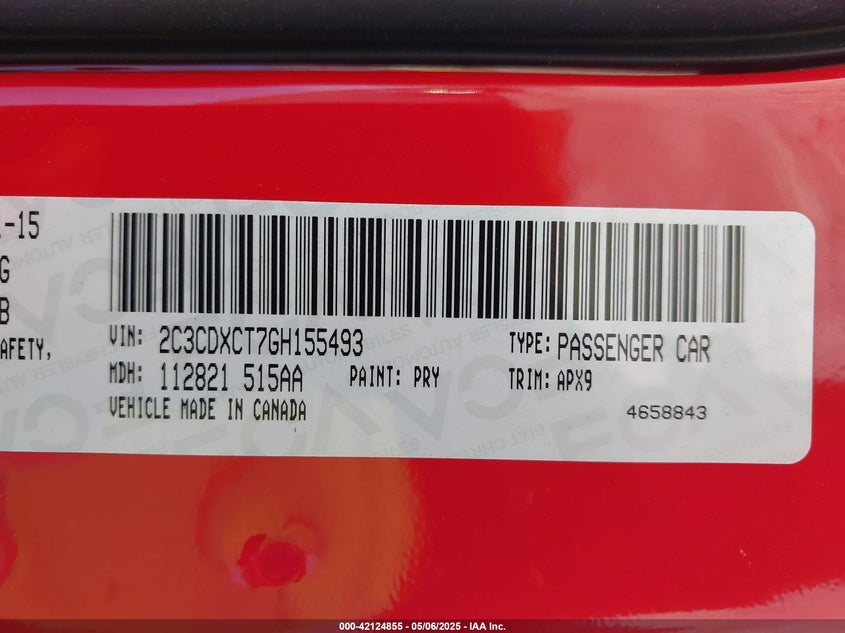 -15
G
B
AFETY,
VIN: 2C3CDXCT7GH155493 TYPE: PASSENGER CAR
MDH: 112821 515AA PAINT: PRY TRIM: APX9
VEHICLE MADE IN CANADA 4658843
000-42124855 - 05/06/2025 - IAA Inc.